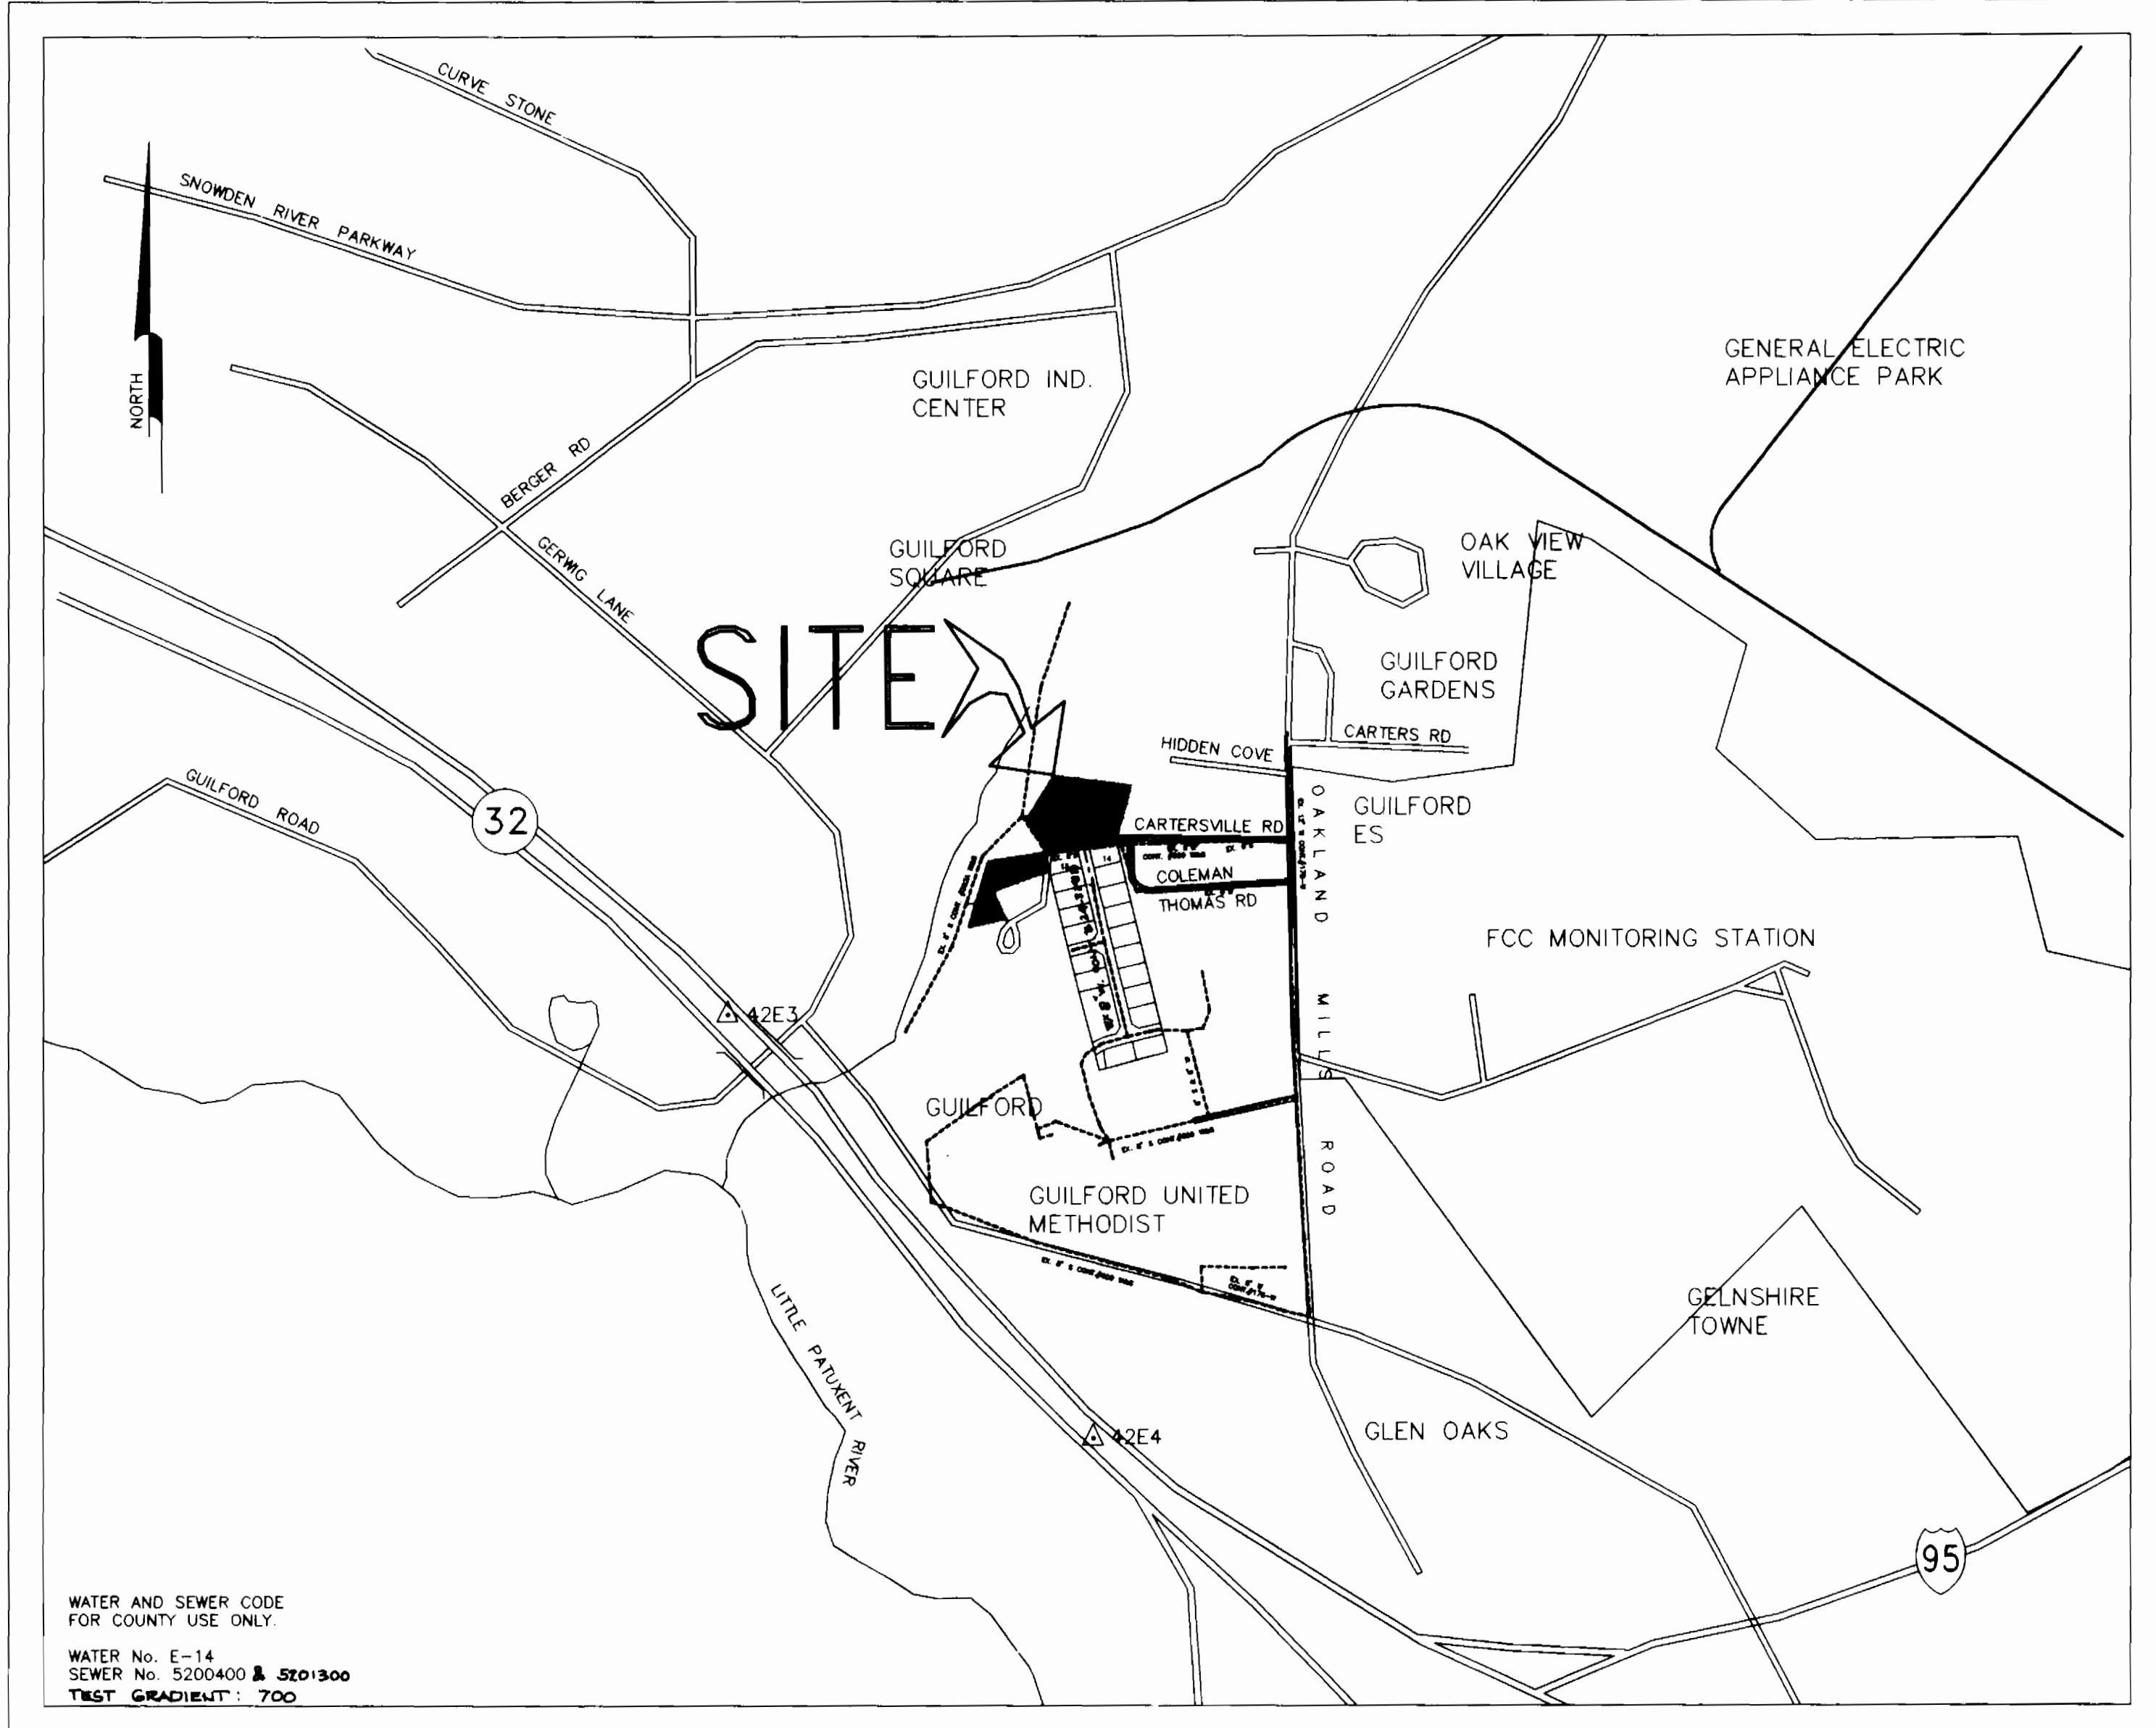 CURVE STONE
SNOWDEN RIVER PARKWAY
NORTH
GENERAL ELECTRIC
APPLIANCE PARK
GUILFORD IND.
CENTER
BERGER RD
GERWIG LANE
GUILFORD
SQUARE
OAK VIEW
VILLAGE
SITE
GUILFORD
GARDENS
CARTERS RD
HIDDEN COVE
GUILFORD ROAD
32
OAKLAND MILLS ROAD
GUILFORD
ES
CARTERSVILLE RD
14
COLEMAN
THOMAS RD
FCC MONITORING STATION
42E3
GUILFORD
GUILFORD UNITED
METHODIST
LITTLE PATUXENT RIVER
GELNSHIRE
TOWNE
GLEN OAKS
42E4
95
WATER AND SEWER CODE
FOR COUNTY USE ONLY.
WATER No. E-14
SEWER No. 5200400 & 5201300
TEST GRADIENT: 700